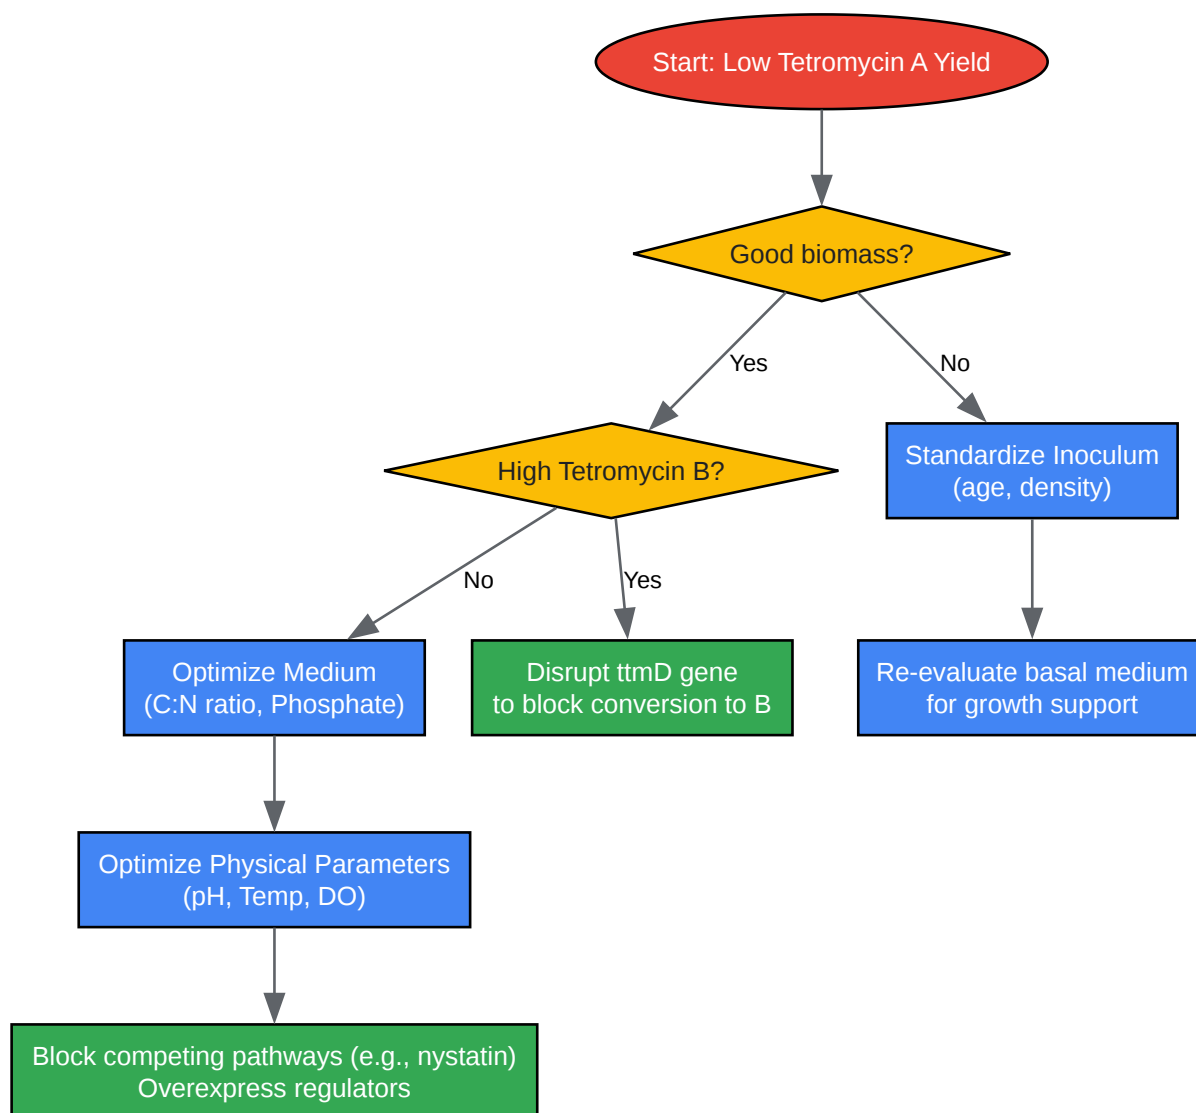 Start: Low Tetromycin A Yield
Good biomass?
Yes
No
High Tetromycin B?
Standardize Inoculum
(age, density)
No
Yes
Optimize Medium
(C:N ratio, Phosphate)
Disrupt ttmD gene
to block conversion to B
Re-evaluate basal medium
for growth support
Optimize Physical Parameters
(pH, Temp, DO)
Block competing pathways (e.g., nystatin)
Overexpress regulators